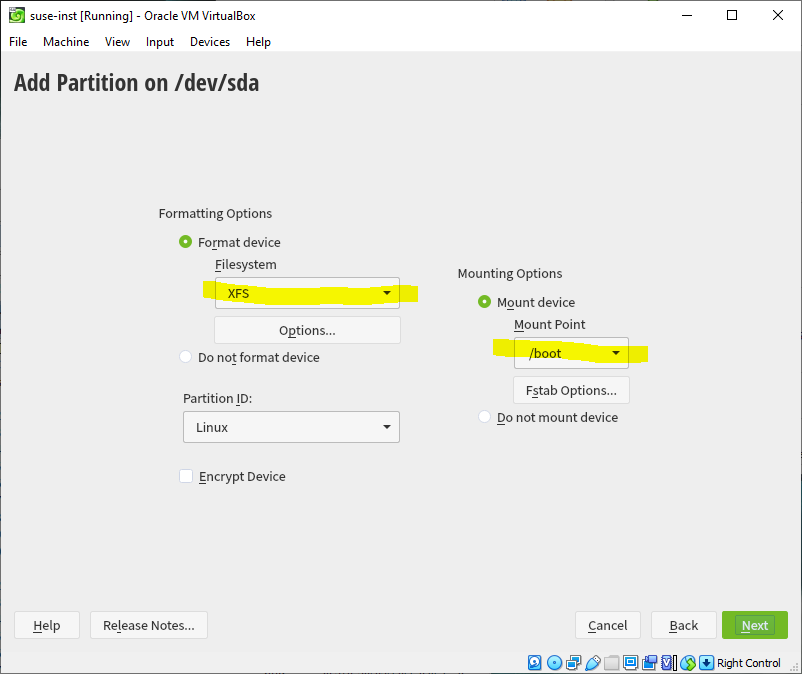 suse-inst [Running] - Oracle VM VirtualBox
File Machine View Input Devices Help
Add Partition on /dev/sda
Formatting Options
Format device
Filesystem
XFS
Options...
Do not format device
Partition ID:
Linux
Encrypt Device
Mounting Options
Mount device
Mount Point
/boot
Fstab Options...
Do not mount device
Help Release Notes... Cancel Back Next
Right Control